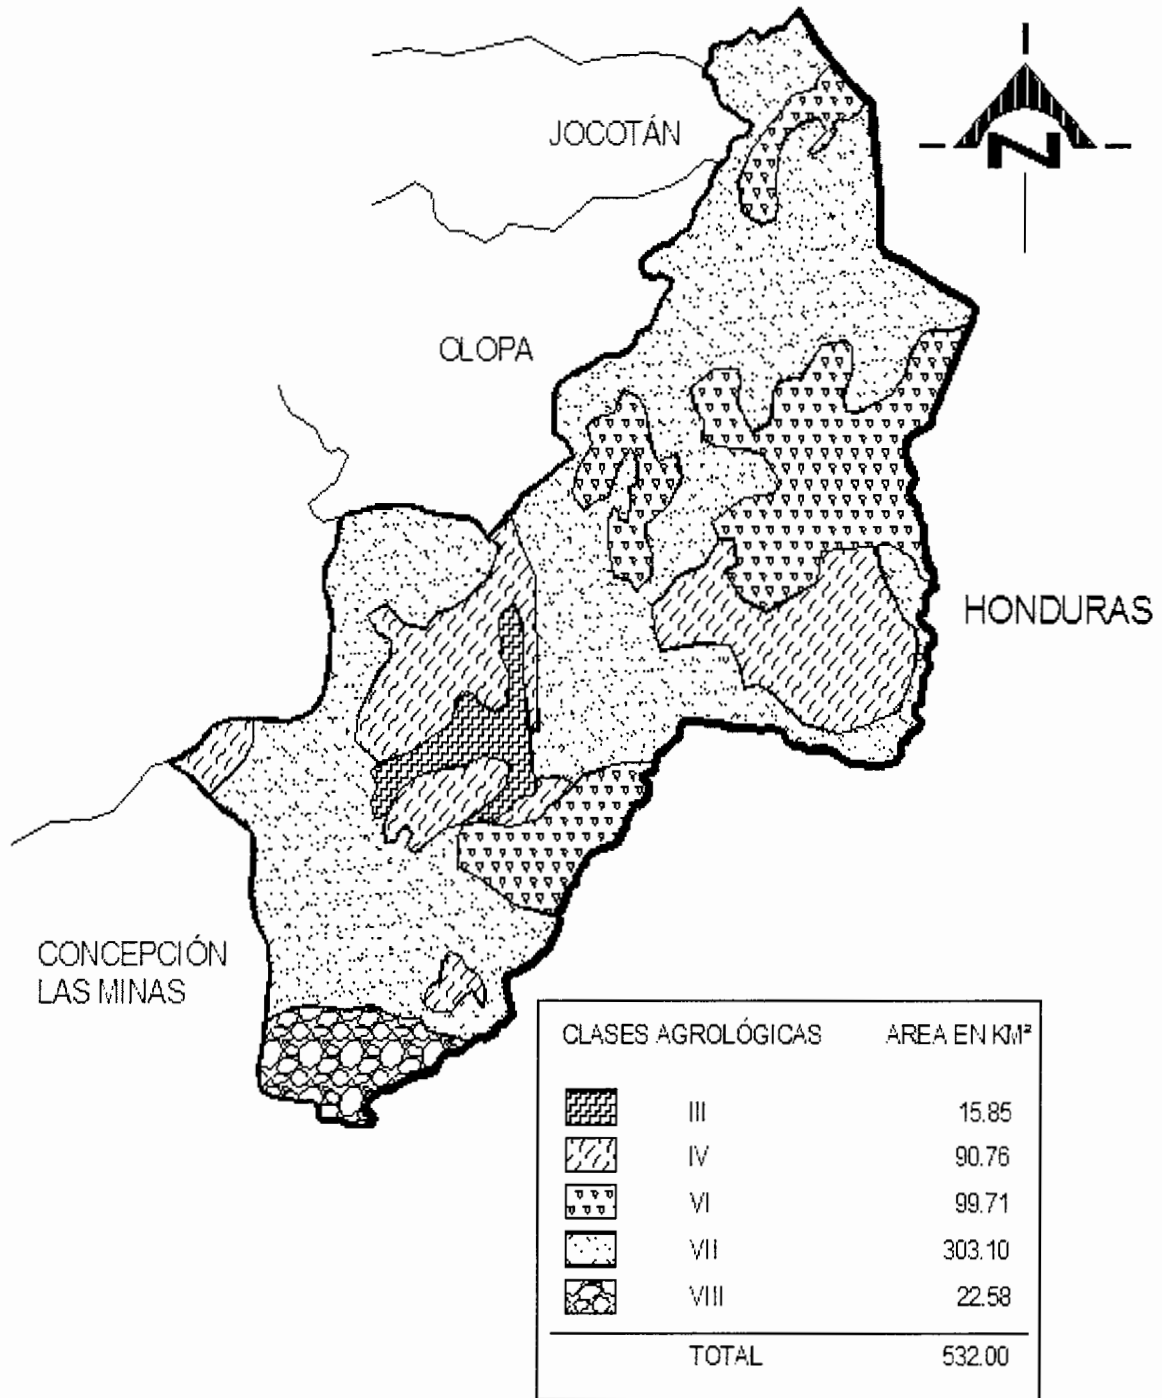 JOCOTÁN
N
OLOPA
HONDURAS
CONCEPCIÓN
LAS MINAS
CLASES AGROLÓGICAS AREA EN KM²
III 15.85
IV 90.76
VI 99.71
VII 303.10
VIII 22.58
TOTAL 532.00